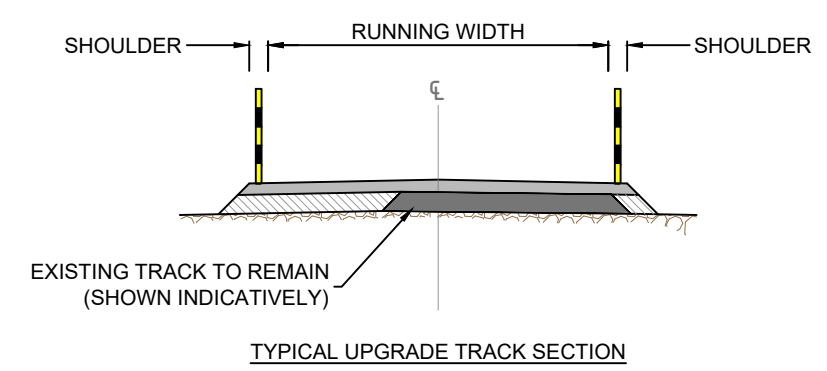 RUNNING WIDTH
SHOULDER
SHOULDER
℄
EXISTING TRACK TO REMAIN
(SHOWN INDICATIVELY)
TYPICAL UPGRADE TRACK SECTION